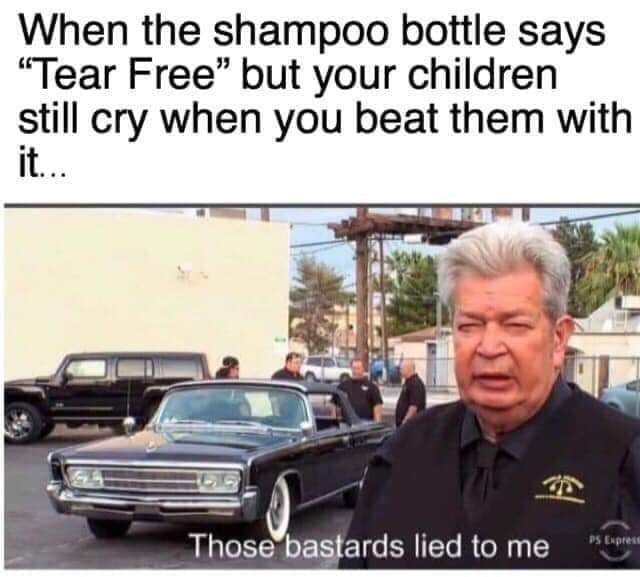 When the shampoo bottle says
“Tear Free” but your children
still cry when you beat them with
it...
Those bastards lied to me
PS Express